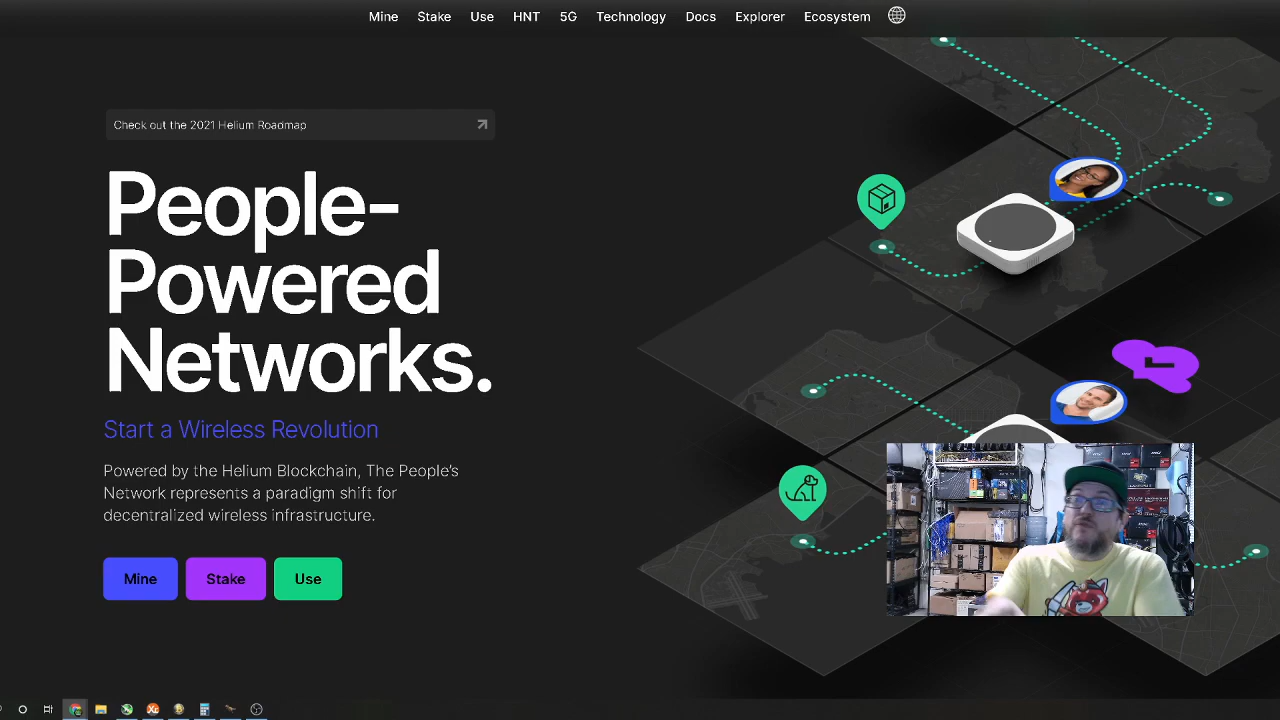 Mine Stake Use HNT 5G Technology Docs Explorer Ecosystem
Check out the 2021 Helium Roadmap
People-
Powered
Networks.
Start a Wireless Revolution
Powered by the Helium Blockchain, The People's
Network represents a paradigm shift for
decentralized wireless infrastructure.
Mine Stake Use